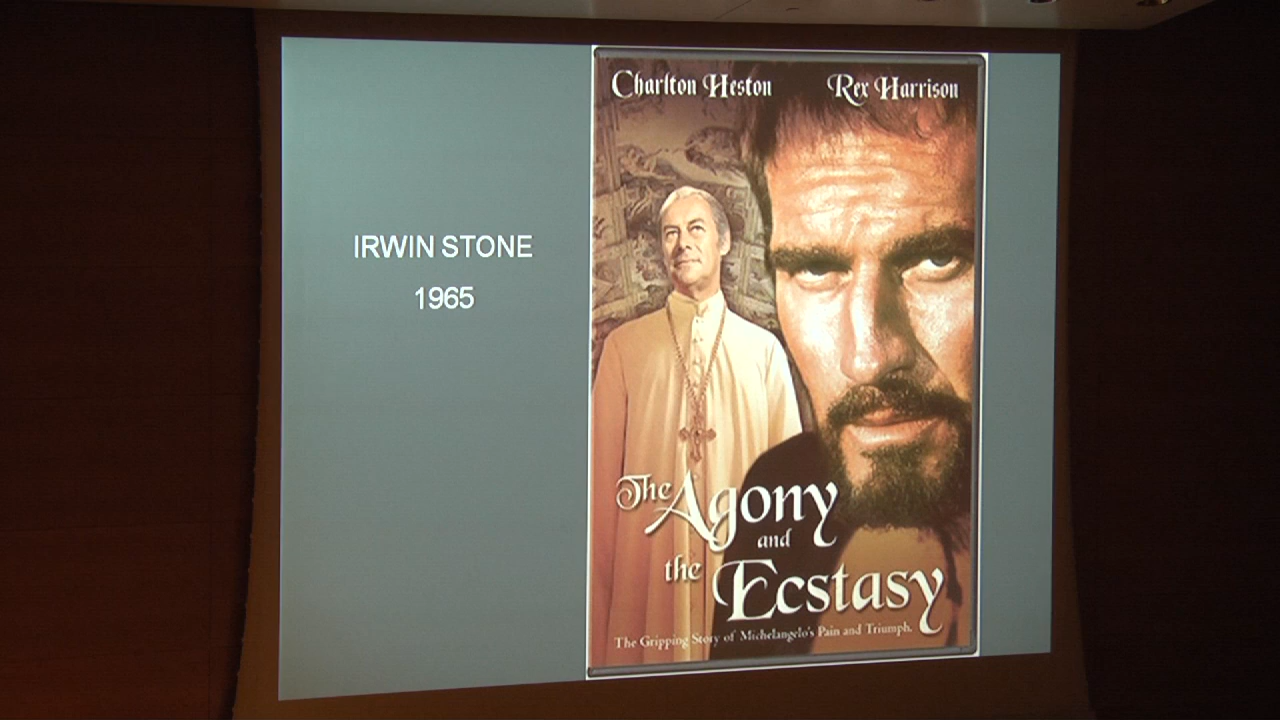 IRWIN STONE
1965
Charlton Heston
Rex Harrison
The Agony
and
the Ecstasy
The Gripping Story of Michelangelo's Pain and Triumph.